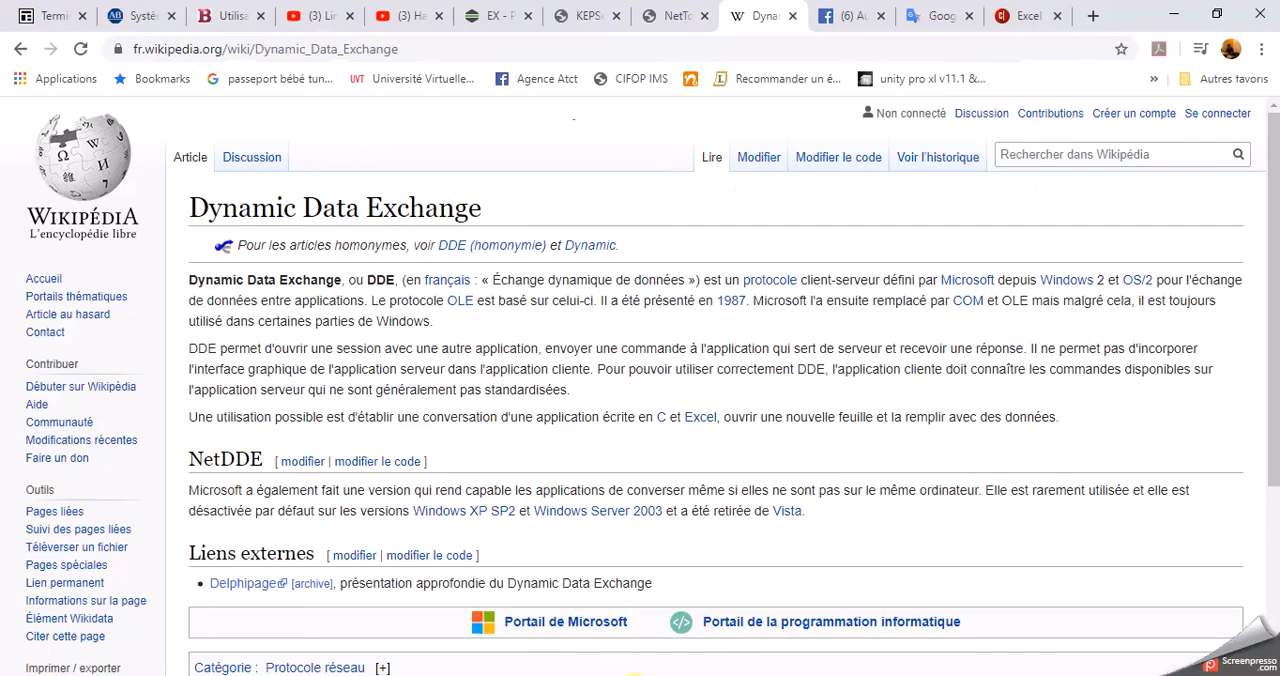 Termi
Systè
Utilisa
(3) Lin
(3) Ha
EX - P
KEPSe
NetTo
Dyna
(6) Au
Goog
Excel
fr.wikipedia.org/wiki/Dynamic_Data_Exchange
Applications
Bookmarks
passeport bébé tun...
UVT Université Virtuelle...
Agence Atct
CIFOP IMS
Recommander un é...
unity pro xl v11.1 &...
»
Autres favoris
Non connecté Discussion Contributions Créer un compte Se connecter
WIKIPÉDIA
L'encyclopédie libre
Article Discussion Lire Modifier Modifier le code Voir l'historique Rechercher dans Wikipédia
Dynamic Data Exchange
Pour les articles homonymes, voir DDE (homonymie) et Dynamic.
Dynamic Data Exchange, ou DDE, (en français : « Échange dynamique de données ») est un protocole client-serveur défini par Microsoft depuis Windows 2 et OS/2 pour l'échange
de données entre applications. Le protocole OLE est basé sur celui-ci. Il a été présenté en 1987. Microsoft l'a ensuite remplacé par COM et OLE mais malgré cela, il est toujours
utilisé dans certaines parties de Windows.
DDE permet d'ouvrir une session avec une autre application, envoyer une commande à l'application qui sert de serveur et recevoir une réponse. Il ne permet pas d'incorporer
l'interface graphique de l'application serveur dans l'application cliente. Pour pouvoir utiliser correctement DDE, l'application cliente doit connaître les commandes disponibles sur
l'application serveur qui ne sont généralement pas standardisées.
Une utilisation possible est d'établir une conversation d'une application écrite en C et Excel, ouvrir une nouvelle feuille et la remplir avec des données.
NetDDE [ modifier | modifier le code ]
Microsoft a également fait une version qui rend capable les applications de converser même si elles ne sont pas sur le même ordinateur. Elle est rarement utilisée et elle est
désactivée par défaut sur les versions Windows XP SP2 et Windows Server 2003 et a été retirée de Vista.
Liens externes [ modifier | modifier le code ]
• Delphipage [archive], présentation approfondie du Dynamic Data Exchange
Portail de Microsoft Portail de la programmation informatique
Catégorie : Protocole réseau [+]
Accueil
Portails thématiques
Article au hasard
Contact
Contribuer
Débuter sur Wikipédia
Aide
Communauté
Modifications récentes
Faire un don
Outils
Pages liées
Suivi des pages liées
Téléverser un fichier
Pages spéciales
Lien permanent
Informations sur la page
Élément Wikidata
Citer cette page
Imprimer / exporter
Screenpresso
.com